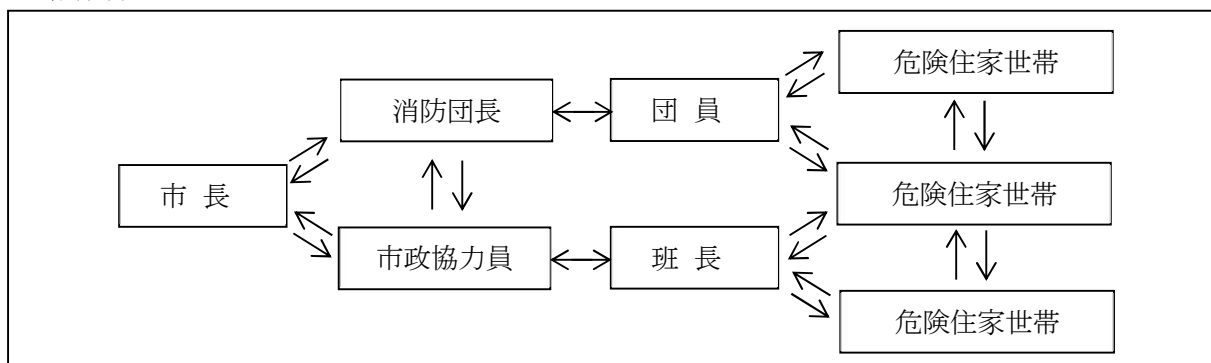 危険住家世帯
消防団長
団 員
市 長
危険住家世帯
市政協力員
班 長
危険住家世帯